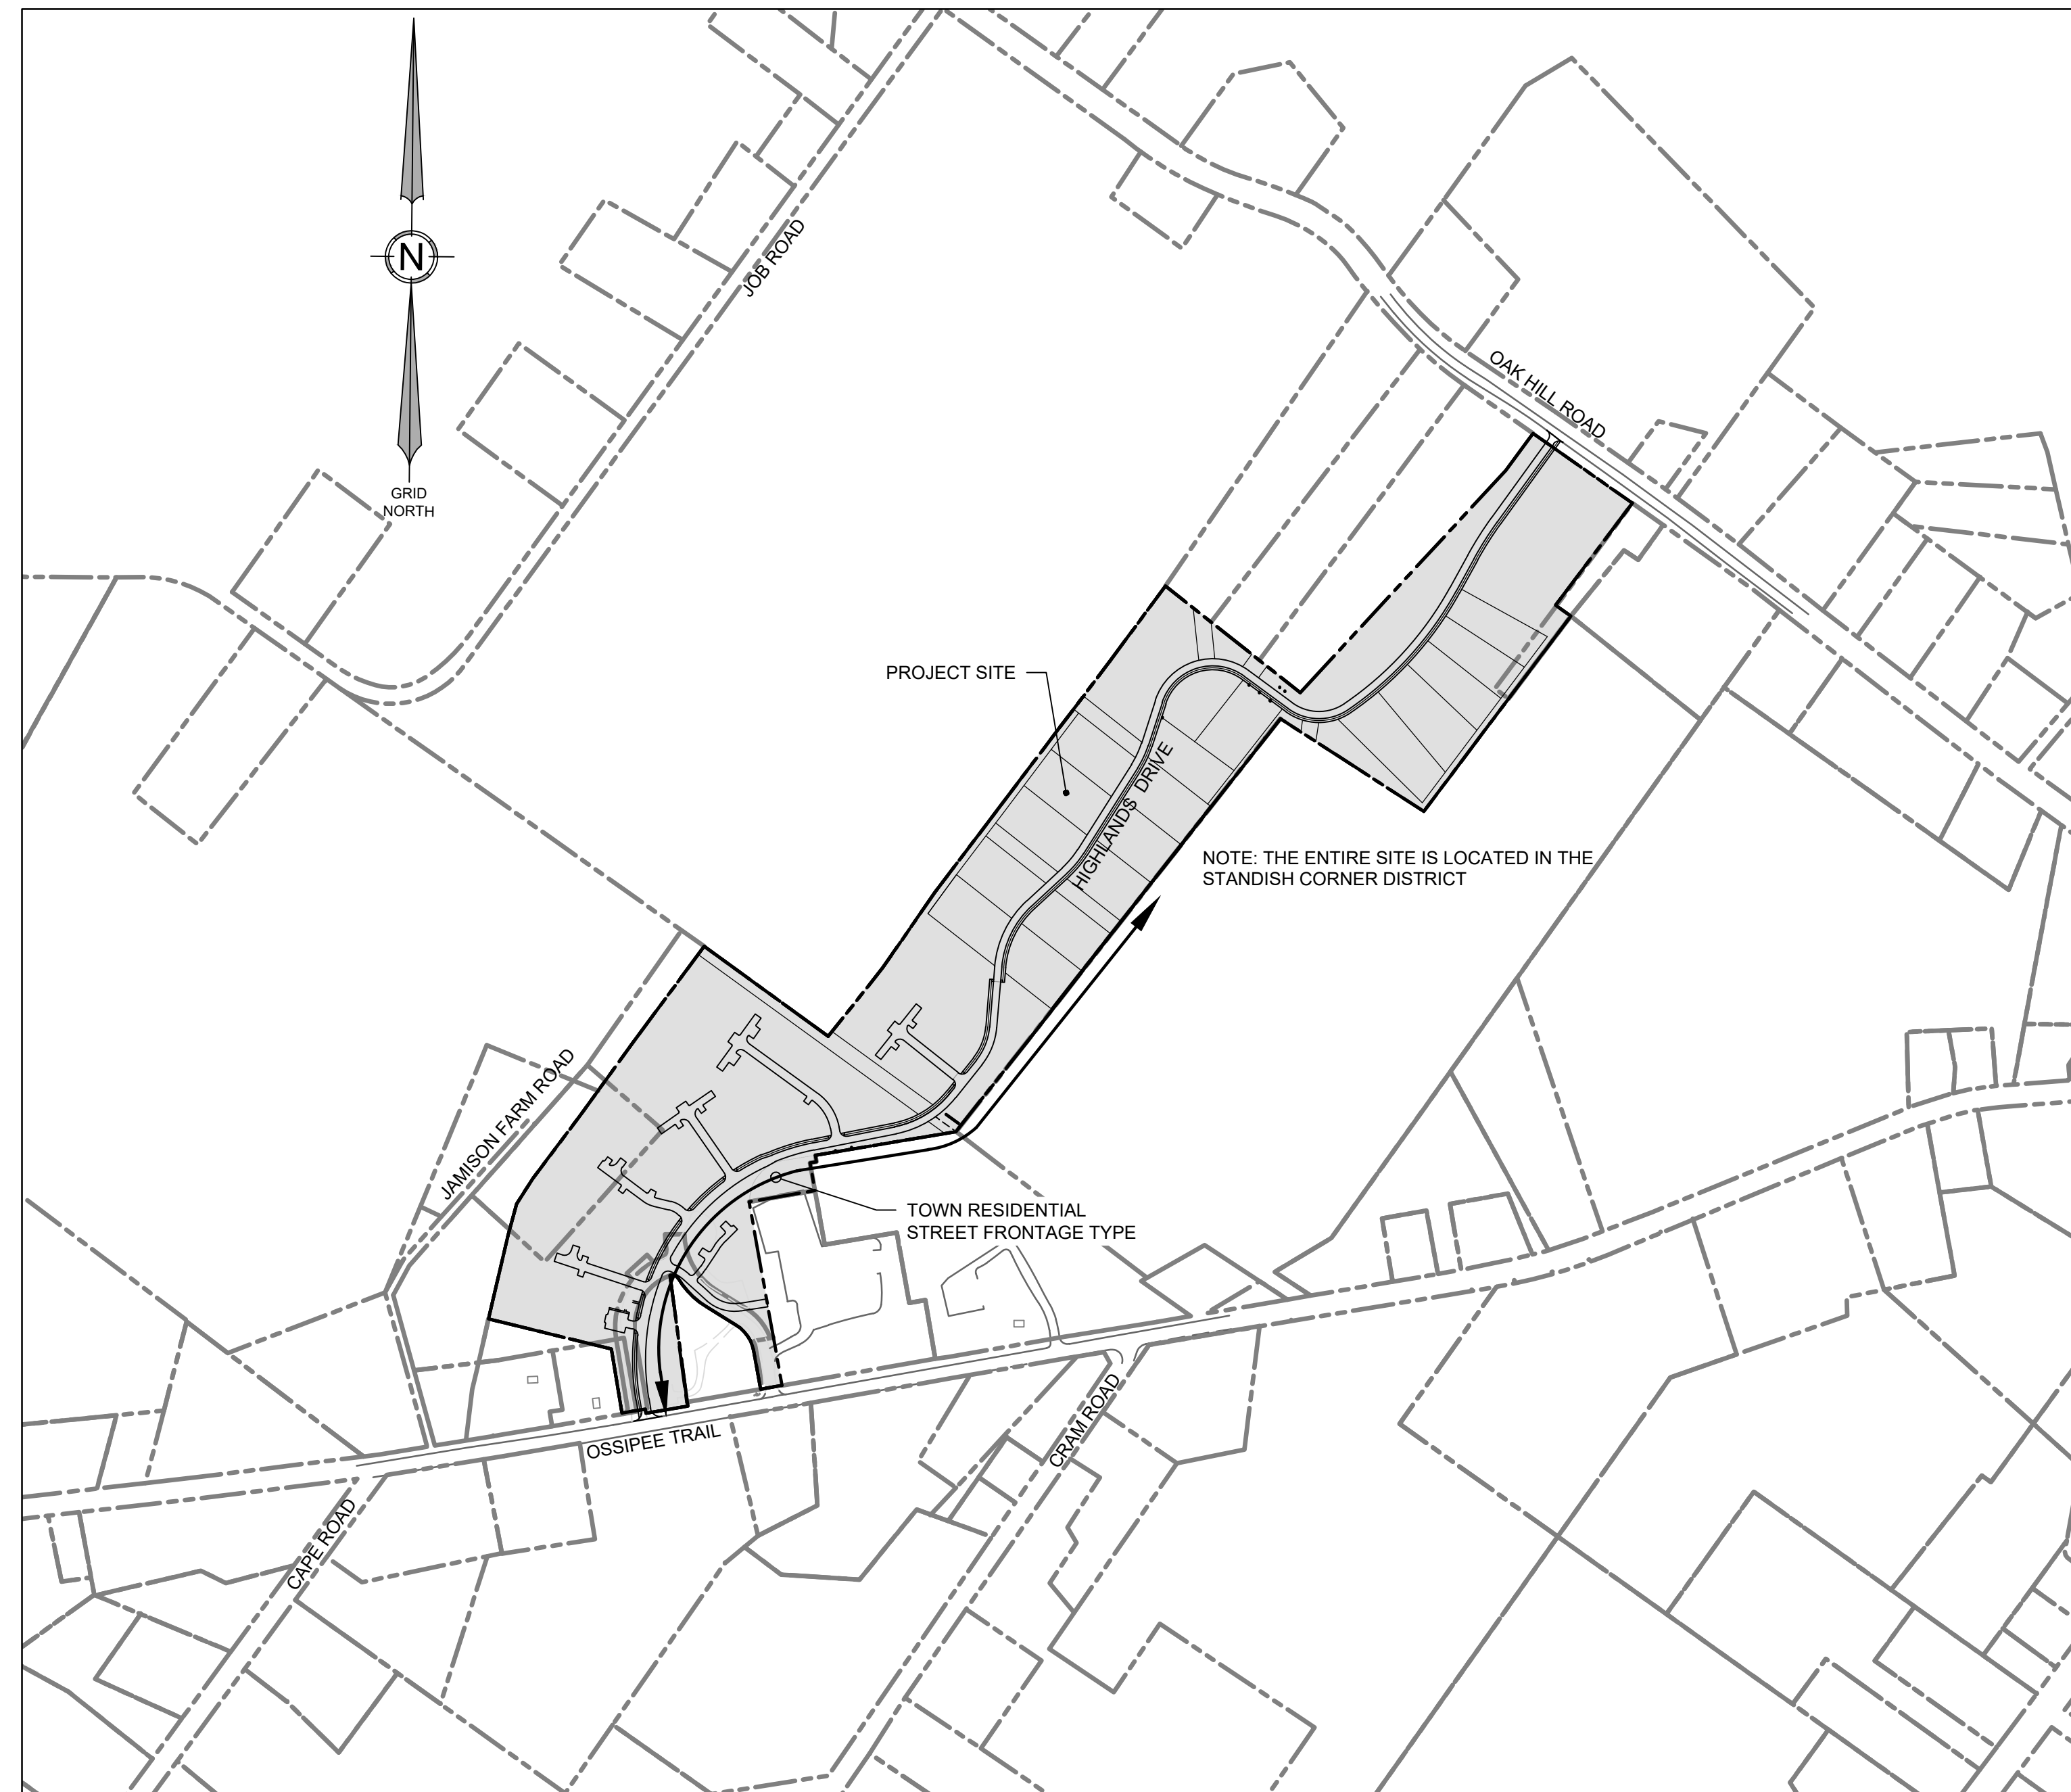 JOB ROAD
N
OAK HILL ROAD
GRID
NORTH
PROJECT SITE
HIGHLANDS DRIVE
NOTE: THE ENTIRE SITE IS LOCATED IN THE
STANDISH CORNER DISTRICT
JAMISON FARM ROAD
TOWN RESIDENTIAL
STREET FRONTAGE TYPE
OSSIPEE TRAIL
CRAM ROAD
CAPE ROAD